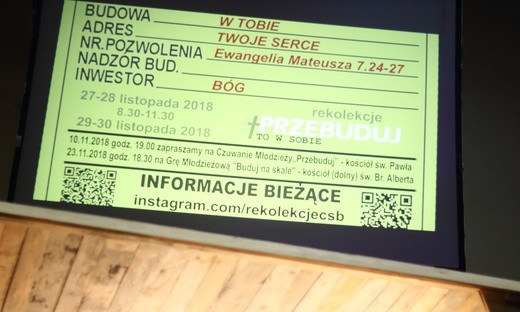 BUDOWA W TOBIE
ADRES TWOJE SERCE
NR.POZWOLENIA Ewangelia Mateusza 7.24-27
NADZÓR BUD.
INWESTOR BÓG
27-28 listopada 2018
8.30-11.30
29-30 listopada 2018
rekolekcje
PRZEBUDUJ
TO W SOBIE
10.11.2018 godz. 19.00 zapraszamy na Czuwanie Młodzieży „Przebuduj" - kościół św. Pawła
23.11.2018 godz. 18.30 na Grę Młodzieżową "Buduj na skale" - kościół (dolny) św. Br. Alberta
INFORMACJE BIEŻĄCE
instagram.com/rekolekcjecsb